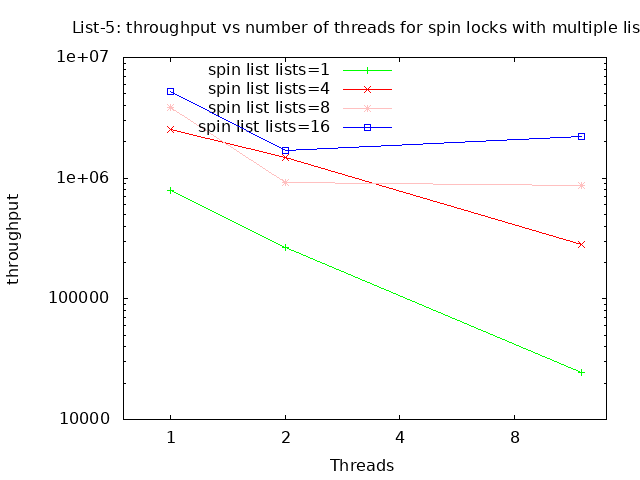 List-5: throughput vs number of threads for spin locks with multiple lis
1e+07
spin list lists=1
spin list lists=4
spin list lists=8
spin list lists=16
1e+06
throughput
100000
10000
1 2 4 8
Threads